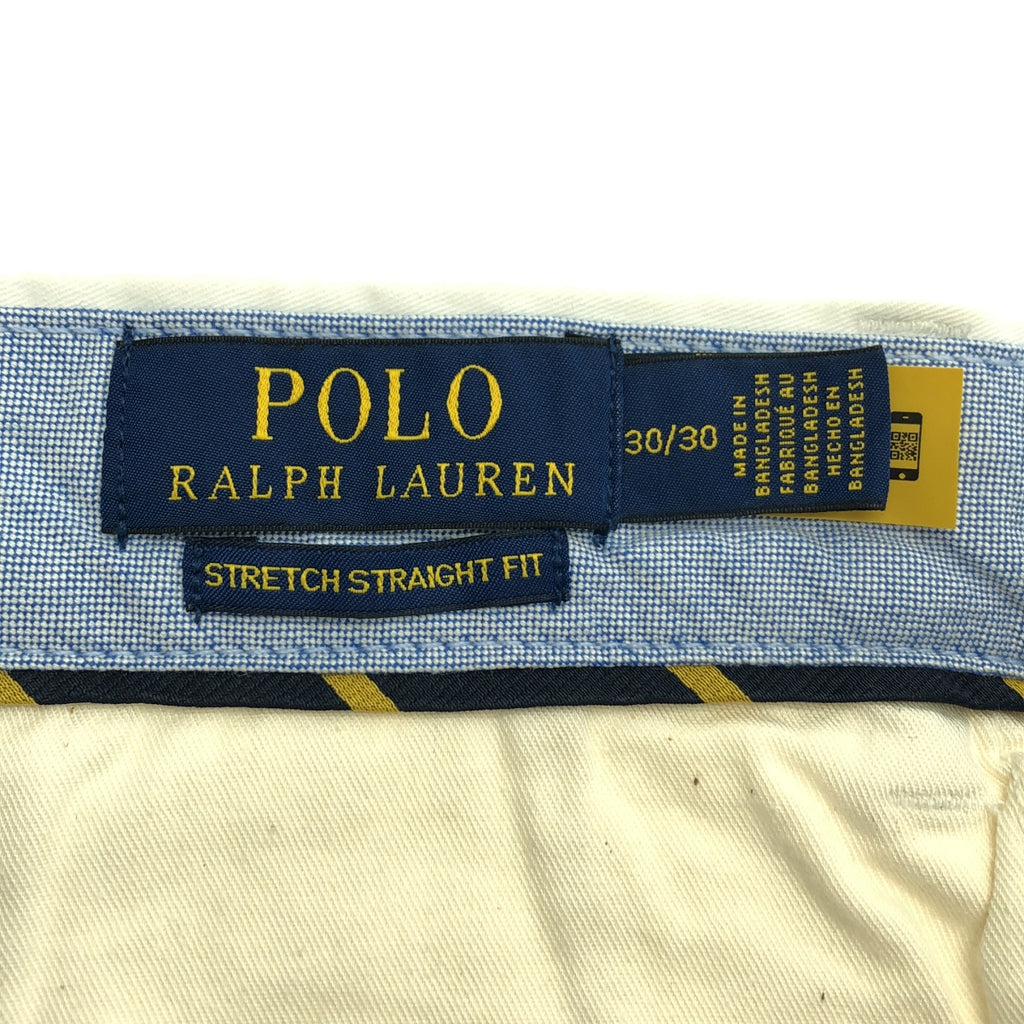 POLO
RALPH LAUREN
STRETCH STRAIGHT FIT
30/30
MADE IN
BANGLADESH
FABRIQUÉ AU
BANGLADESH
HECHO EN
BANGLADESH